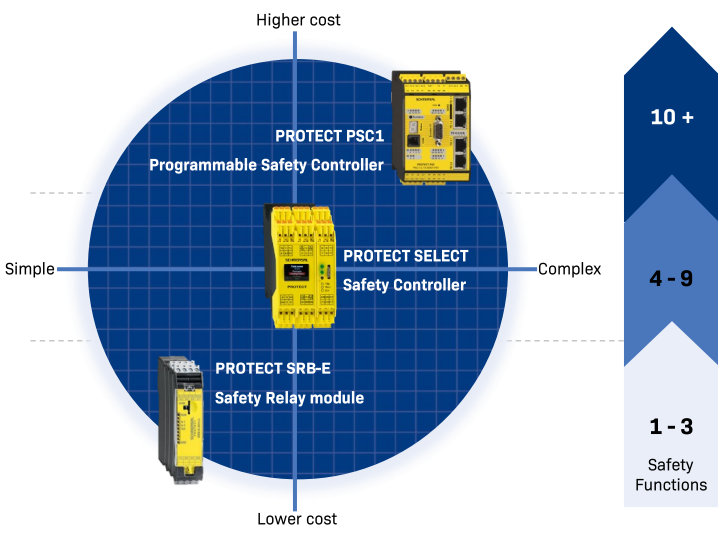 Higher cost
10 +
PROTECT PSC1
Programmable Safety Controller
PROTECT SELECT
Safety Controller
Simple
Complex
4 - 9
PROTECT
PROTECT SRB-E
Safety Relay module
1 - 3
Safety
Functions
Lower cost